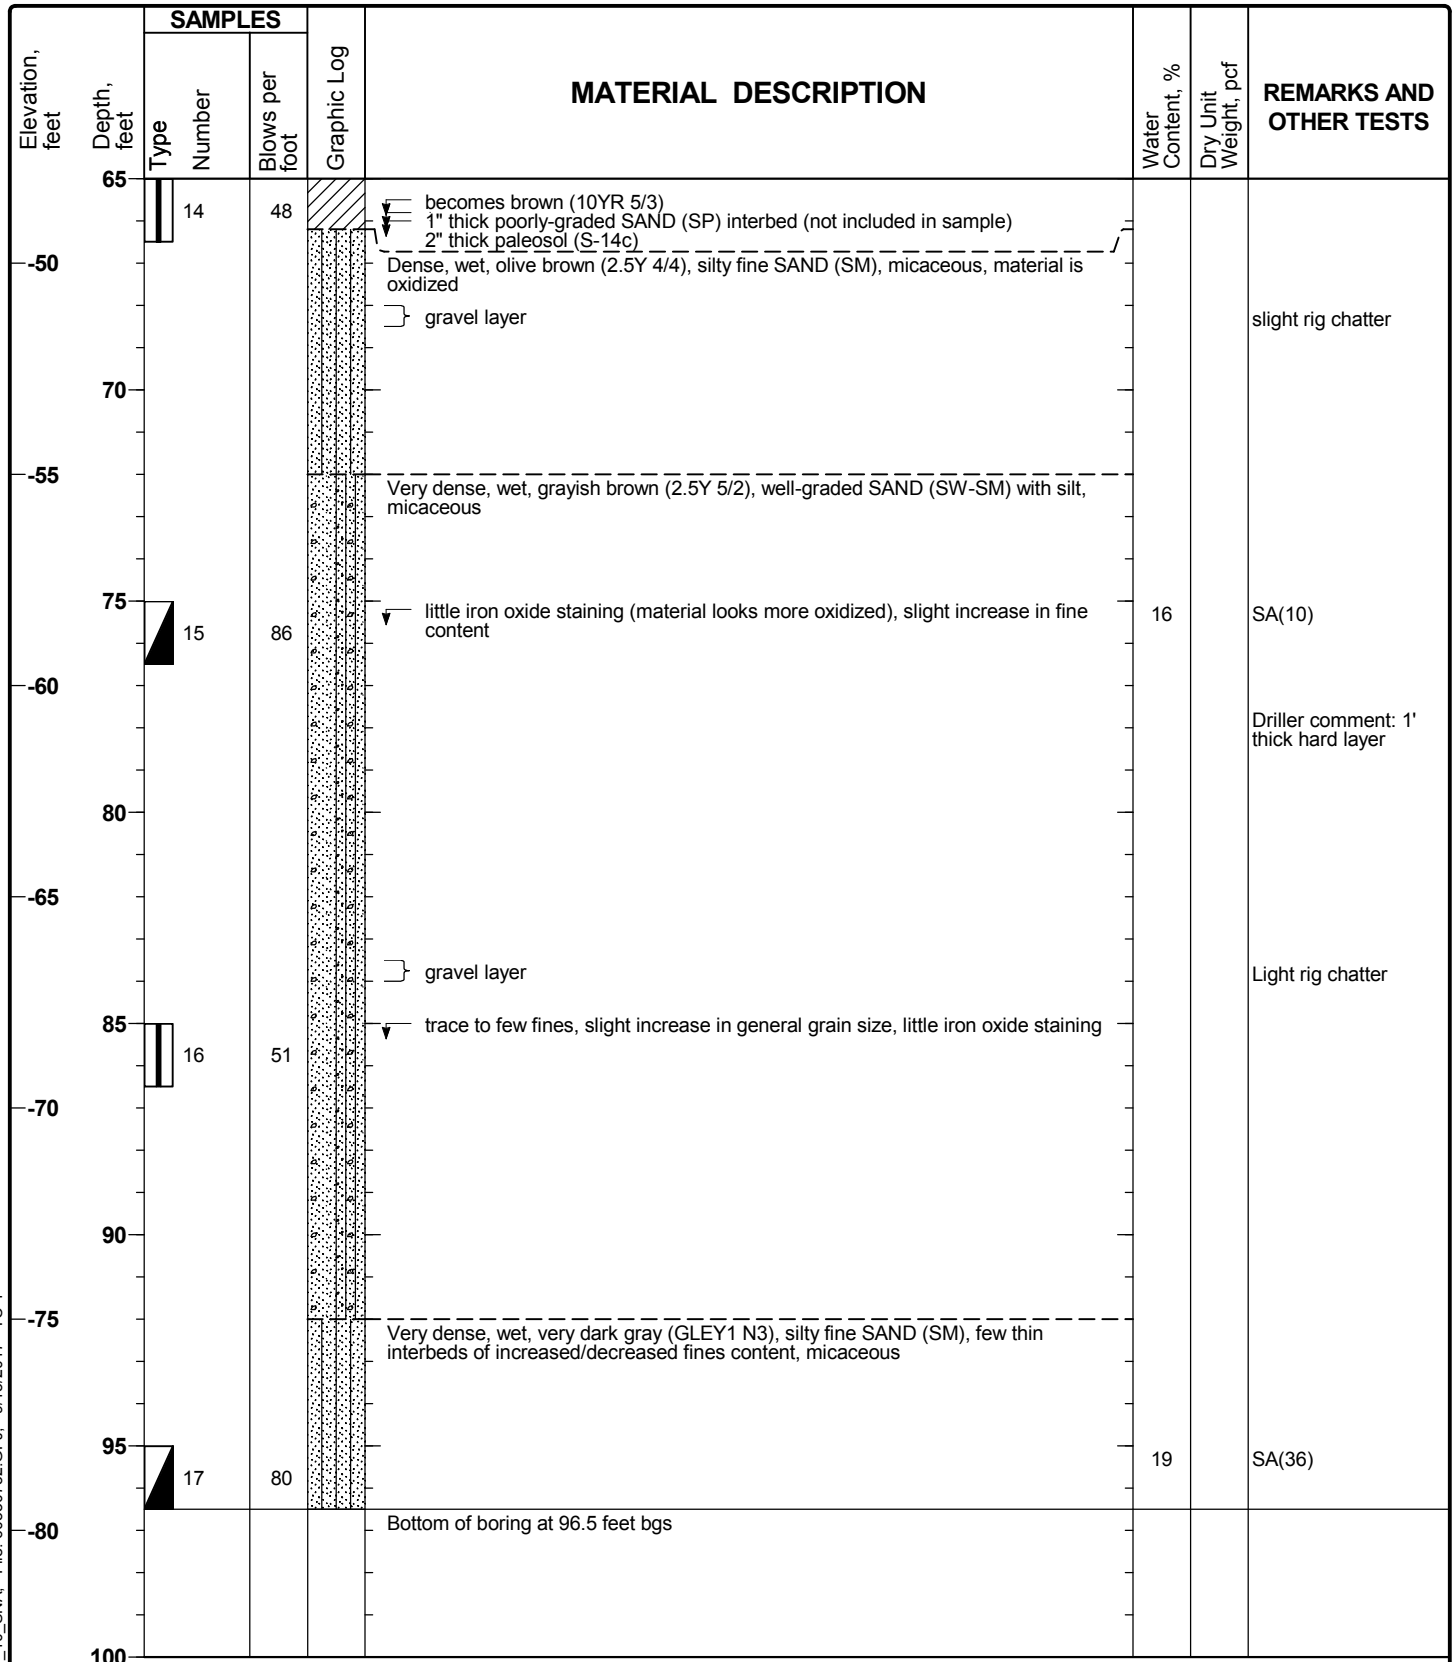 SAMPLES
Elevation,
feet
Depth,
feet
Type
Number
Blows per
foot
Graphic Log
MATERIAL DESCRIPTION
Water
Content, %
Dry Unit
Weight, pcf
REMARKS AND
OTHER TESTS
65
14
48
becomes brown (10YR 5/3)
1" thick poorly-graded SAND (SP) interbed (not included in sample)
2" thick paleosol (S-14c)
-50
Dense, wet, olive brown (2.5Y 4/4), silty fine SAND (SM), micaceous, material is
oxidized
gravel layer
slight rig chatter
70
-55
Very dense, wet, grayish brown (2.5Y 5/2), well-graded SAND (SW-SM) with silt,
micaceous
75
15
86
little iron oxide staining (material looks more oxidized), slight increase in fine
content
16
SA(10)
-60
Driller comment: 1'
thick hard layer
80
-65
gravel layer
Light rig chatter
85
16
51
trace to few fines, slight increase in general grain size, little iron oxide staining
-70
90
-75
Very dense, wet, very dark gray (GLEY1 N3), silty fine SAND (SM), few thin
interbeds of increased/decreased fines content, micaceous
95
17
80
19
SA(36)
-80
Bottom of boring at 96.5 feet bgs
100